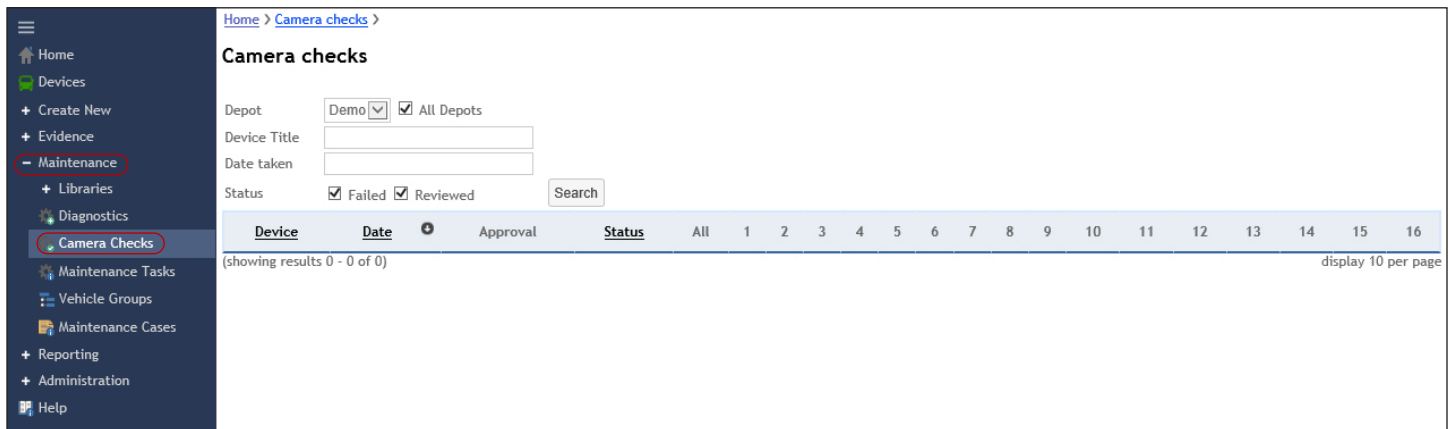 Home
Devices
+ Create New
+ Evidence
− Maintenance
+ Libraries
Diagnostics
Camera Checks
Maintenance Tasks
Vehicle Groups
Maintenance Cases
+ Reporting
+ Administration
Help
Home > Camera checks >
Camera checks
Depot Demo All Depots
Device Title
Date taken
Status Failed Reviewed Search
Device Date Approval Status All 1 2 3 4 5 6 7 8 9 10 11 12 13 14 15 16
(showing results 0 - 0 of 0) display 10 per page